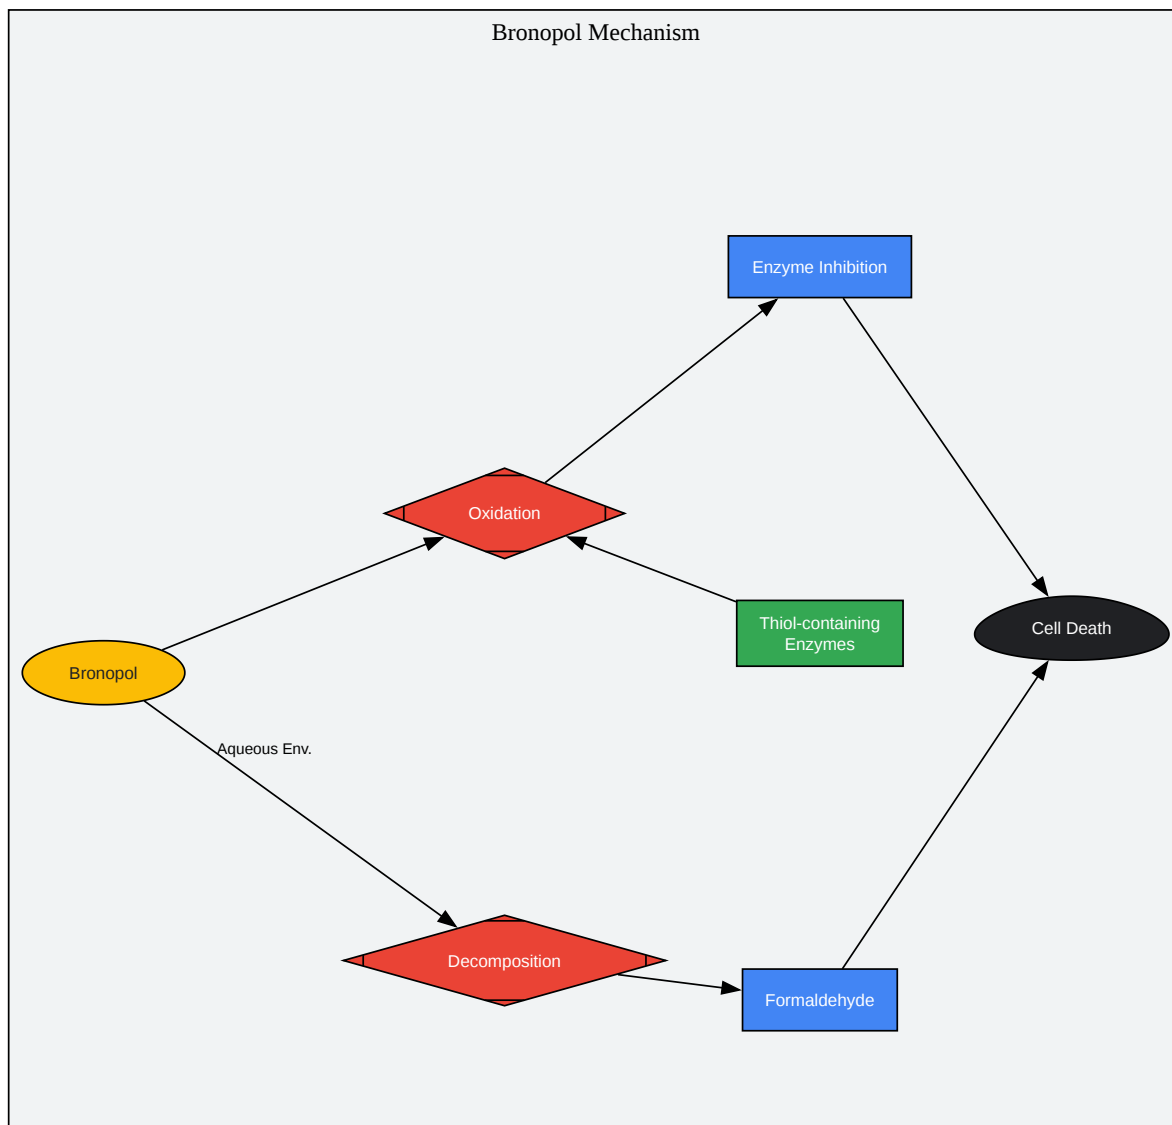 Bronopol Mechanism
Enzyme Inhibition
Oxidation
Thiol-containing
Enzymes
Cell Death
Bronopol
Aqueous Env.
Decomposition
Formaldehyde